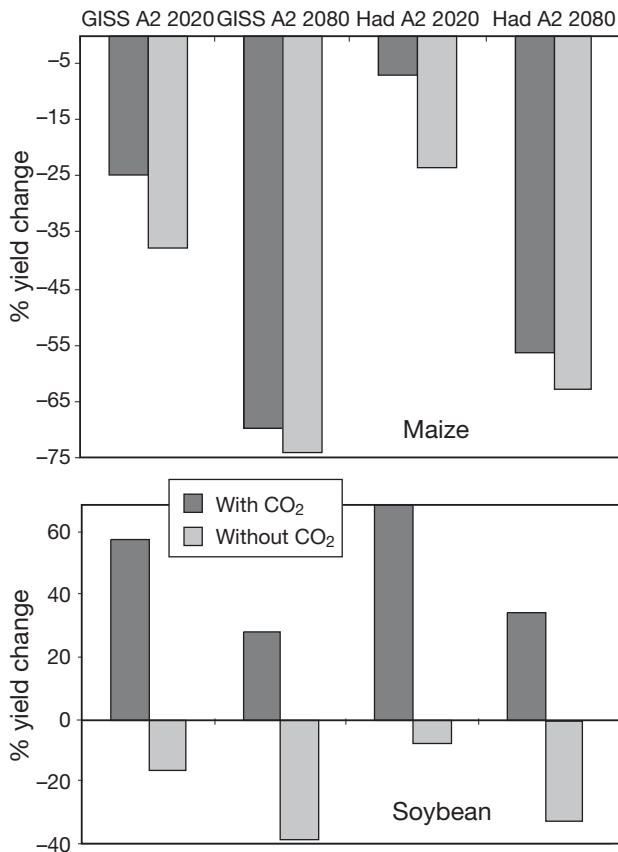 GISS A2 2020 GISS A2 2080 Had A2 2020 Had A2 2080
% yield change
–5
–15
–25
–35
–45
–55
–65
–75
Maize
With CO2
Without CO2
% yield change
60
40
20
0
–20
–40
Soybean